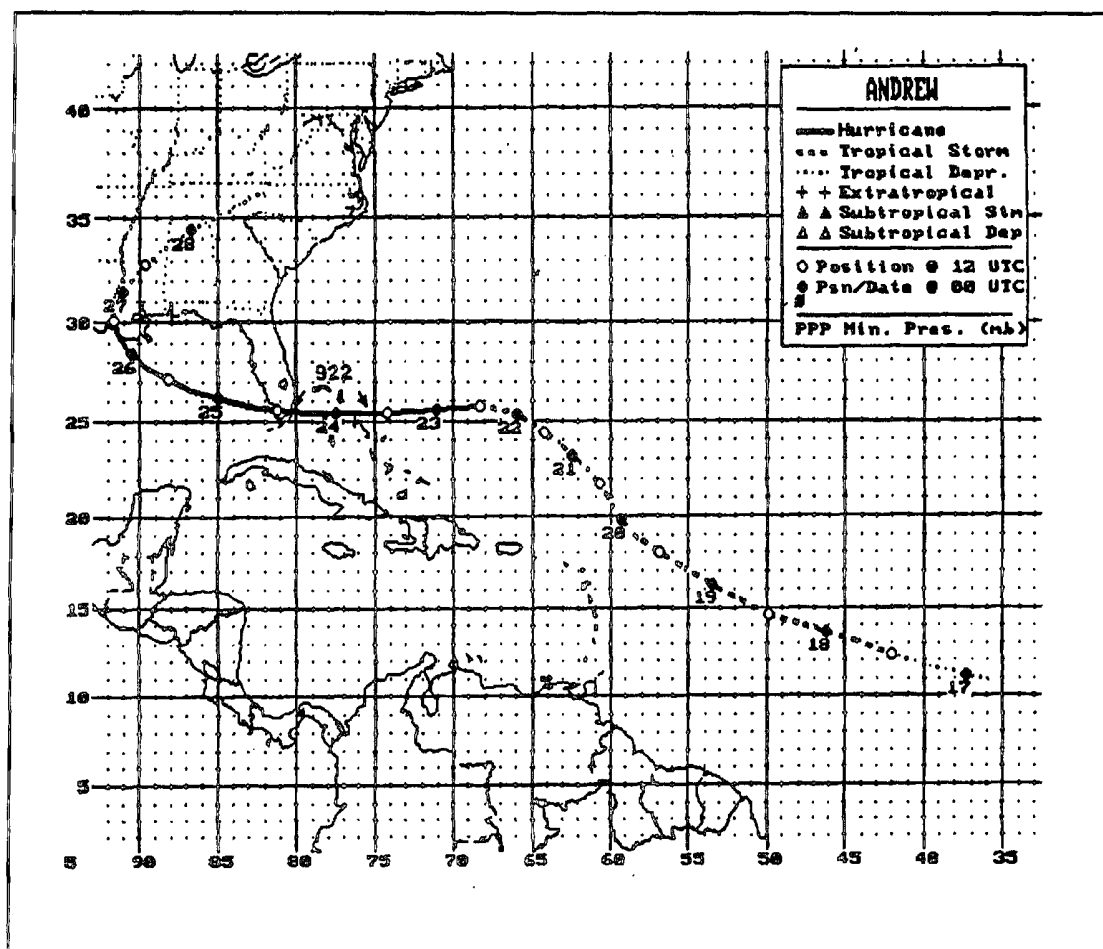 ANDREW
Hurricane
Tropical Storm
Tropical Depr.
Extratropical
Subtropical Stm
Subtropical Dep
Position @ 12 UTC
Psn/Date @ 00 UTC
PPP Min. Pres. (mb)
40
35
28
30
26
922
25
24
23
22
25
21
20
20
19
15
18
17
10
5
90 85 80 75 70 65 60 55 50 45 40 35